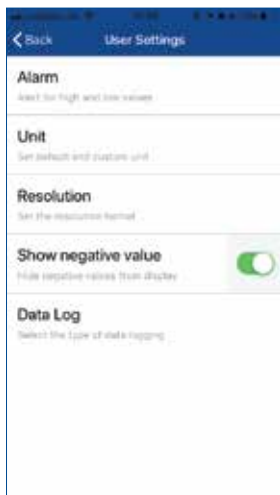 Back User Settings
Alarm
Alert for high and low values
Unit
Set default and custom unit
Resolution
Set the resolution format
Show negative value
Hide negative values from display
Data Log
Select the type of data logging